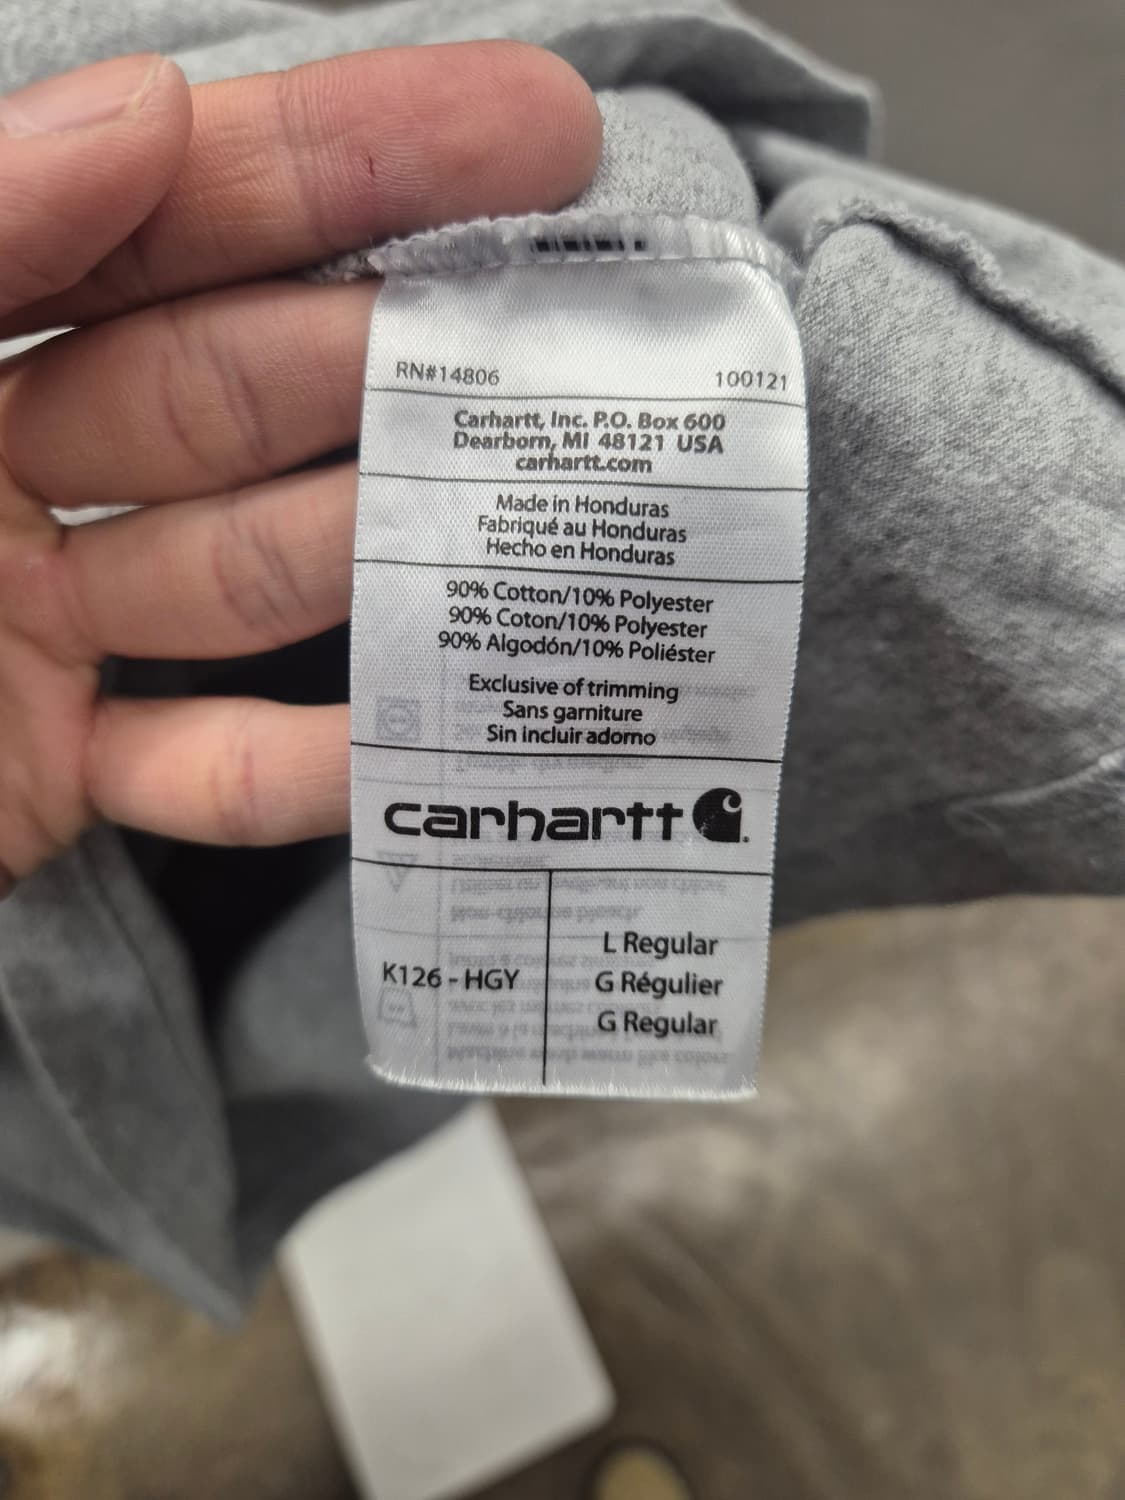 RN#14806 100121
Carhartt, Inc. P.O. Box 600
Dearborn, MI 48121 USA
carhartt.com
Made in Honduras
Fabriqué au Honduras
Hecho en Honduras
90% Cotton/10% Polyester
90% Coton/10% Polyester
90% Algodón/10% Poliéster
Exclusive of trimming
Sans garniture
Sin incluir adorno
carhartt
K126 - HGY
L Regular
G Régulier
G Regular